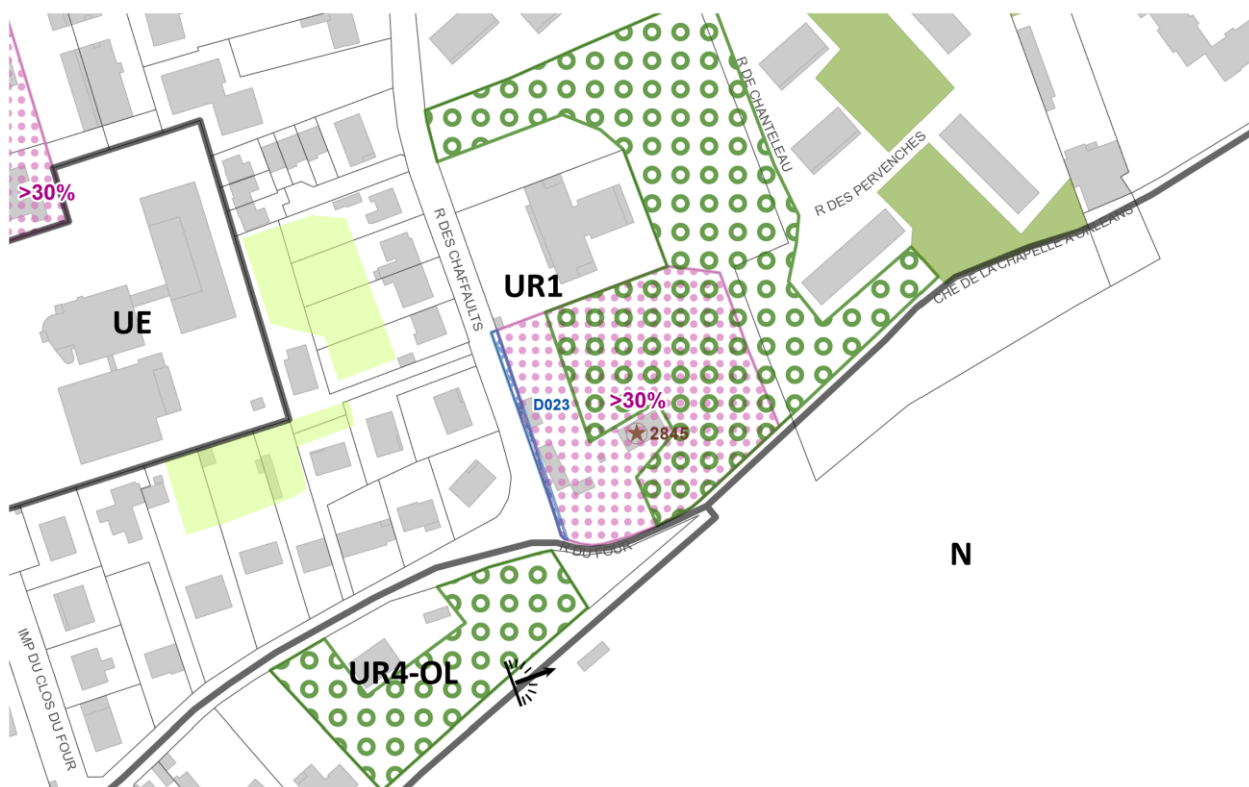 R DE CHANTELEAU
R DES PERVENCHES
>30%
R DES CHAFFAULTS
CHE DE LA CHAPELLE A ORLEANS
UR1
UE
D023
>30%
2845
R DU FOUR
N
IMP DU CLOS DU FOUR
UR4-OL